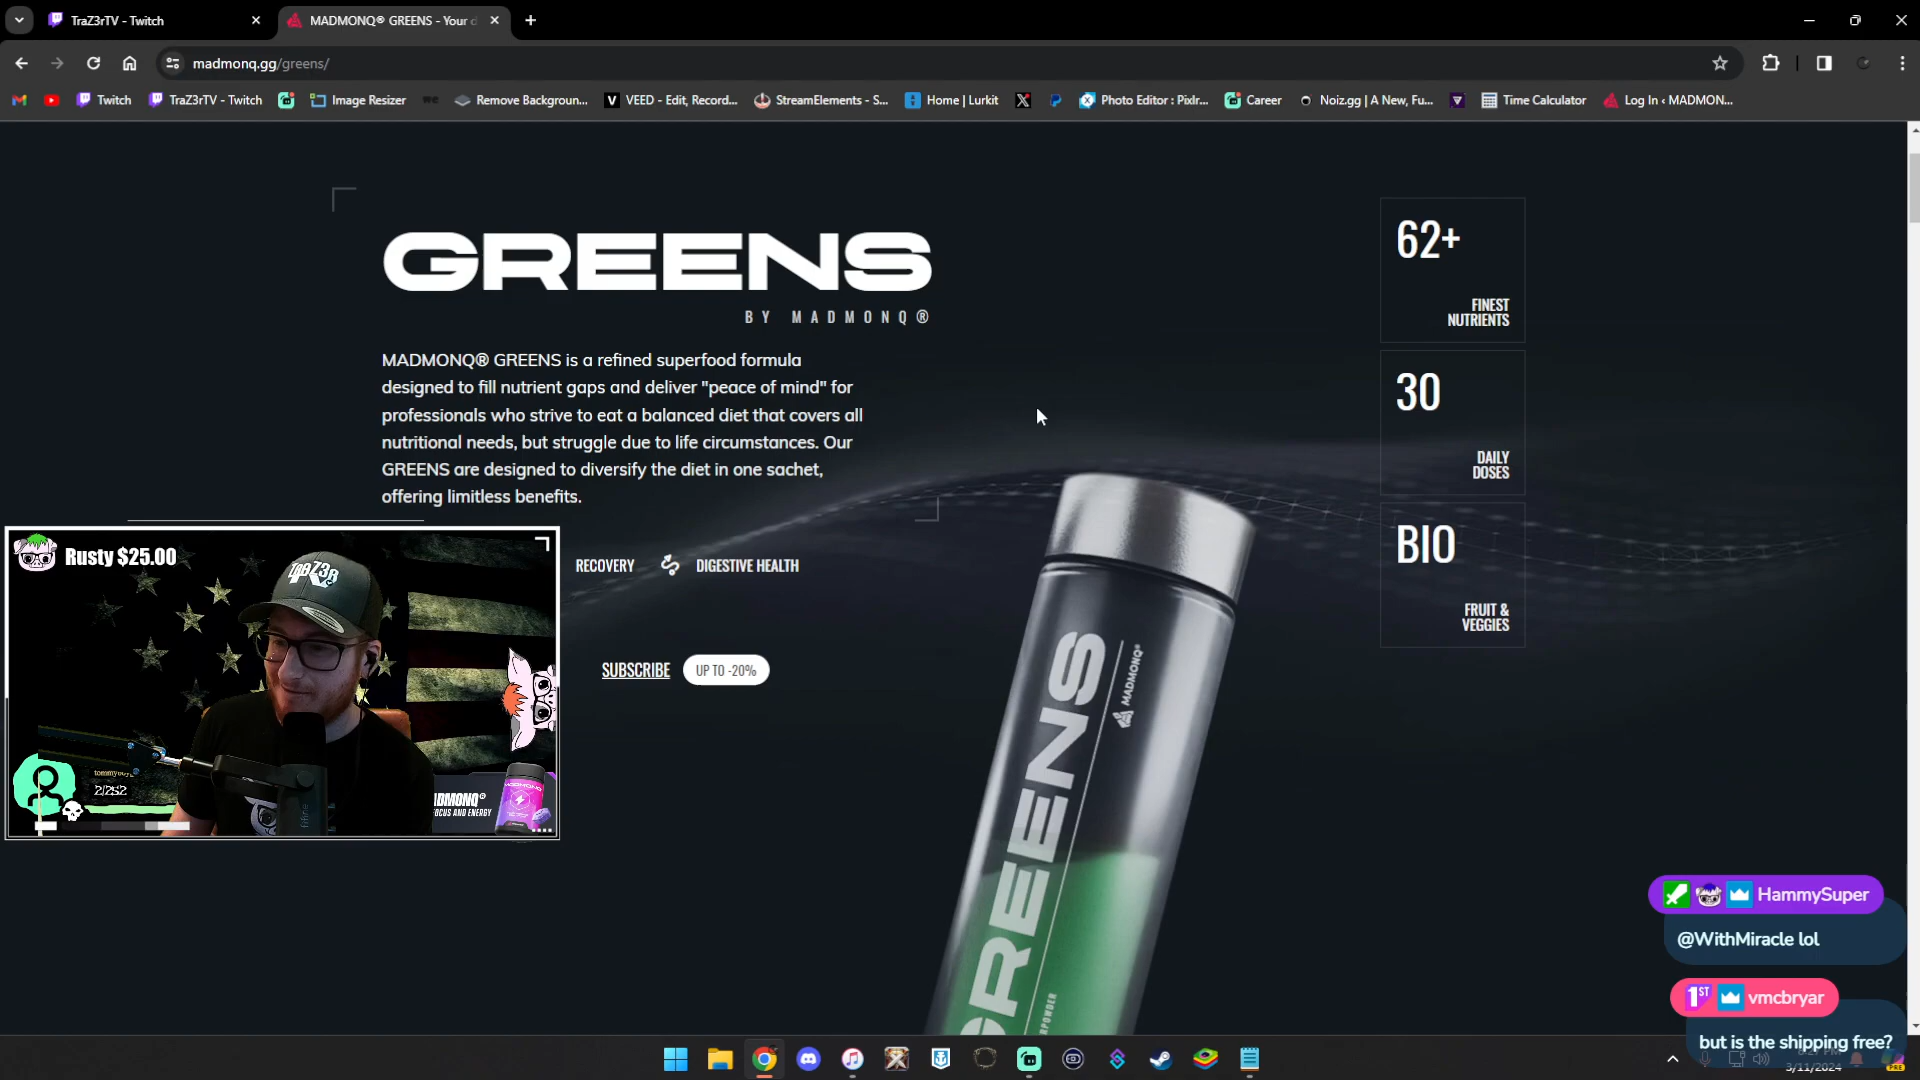 TraZ3rTV - Twitch
MADMONQ® GREENS - Your d
madmonq.gg/greens/
Twitch
TraZ3rTV - Twitch
Image Resizer
Remove Backgroun...
VEED - Edit, Record...
StreamElements - S...
Home | Lurkit
Photo Editor : Pixlr...
Career
Noiz.gg | A New, Fu...
Time Calculator
Log In ‹ MADMON...
GREENS
BY MADMONQ®
MADMONQ® GREENS is a refined superfood formula
designed to fill nutrient gaps and deliver "peace of mind" for
professionals who strive to eat a balanced diet that covers all
nutritional needs, but struggle due to life circumstances. Our
GREENS are designed to diversify the diet in one sachet,
offering limitless benefits.
62+
FINEST
NUTRIENTS
30
DAILY
DOSES
BIO
FRUIT &
VEGGIES
RECOVERY
DIGESTIVE HEALTH
SUBSCRIBE
UP TO -20%
Rusty $25.00
TRAZ3R
2/252
MADMONQ®
FOCUS AND ENERGY
GREENS
MADMONQ®
HammySuper
@WithMiracle lol
1ST
vmcbryar
but is the shipping free?
3/11/2024